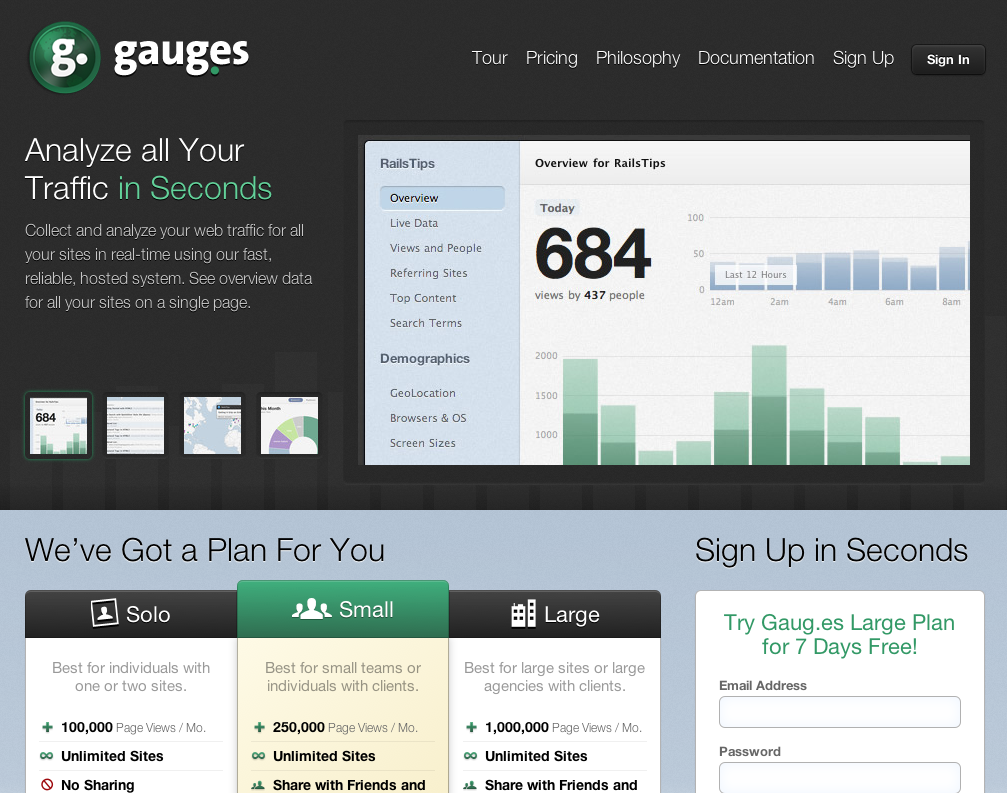 g. gauges
Tour Pricing Philosophy Documentation Sign Up Sign In
Analyze all Your
Traffic in Seconds
Collect and analyze your web traffic for all
your sites in real-time using our fast,
reliable, hosted system. See overview data
for all your sites on a single page.
684
RailsTips
Overview
Live Data
Views and People
Referring Sites
Top Content
Search Terms
Demographics
GeoLocation
Browsers & OS
Screen Sizes
Overview for RailsTips
Today
684
views by 437 people
100
50
0
Last 12 Hours
12am 2am 4am 6am 8am
2000
1500
1000
We've Got a Plan For You
Solo
Best for individuals with
one or two sites.
100,000 Page Views / Mo.
Unlimited Sites
No Sharing
Small
Best for small teams or
individuals with clients.
250,000 Page Views / Mo.
Unlimited Sites
Share with Friends and
Large
Best for large sites or large
agencies with clients.
1,000,000 Page Views / Mo.
Unlimited Sites
Share with Friends and
Sign Up in Seconds
Try Gaug.es Large Plan
for 7 Days Free!
Email Address
Password